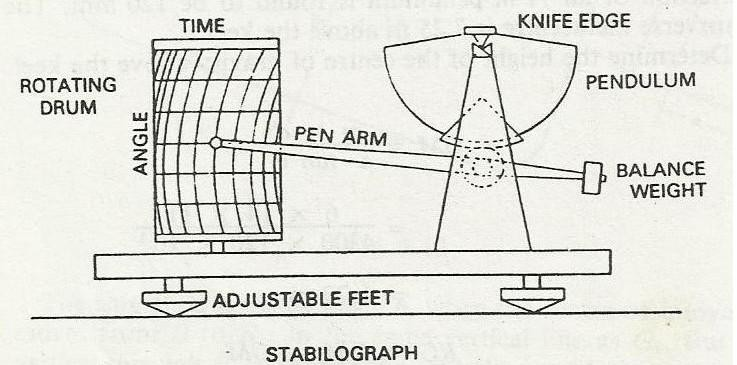 TIME
KNIFE EDGE
ROTATING
DRUM
PENDULUM
ANGLE
PEN ARM
BALANCE
WEIGHT
ADJUSTABLE FEET
STABILOGRAPH